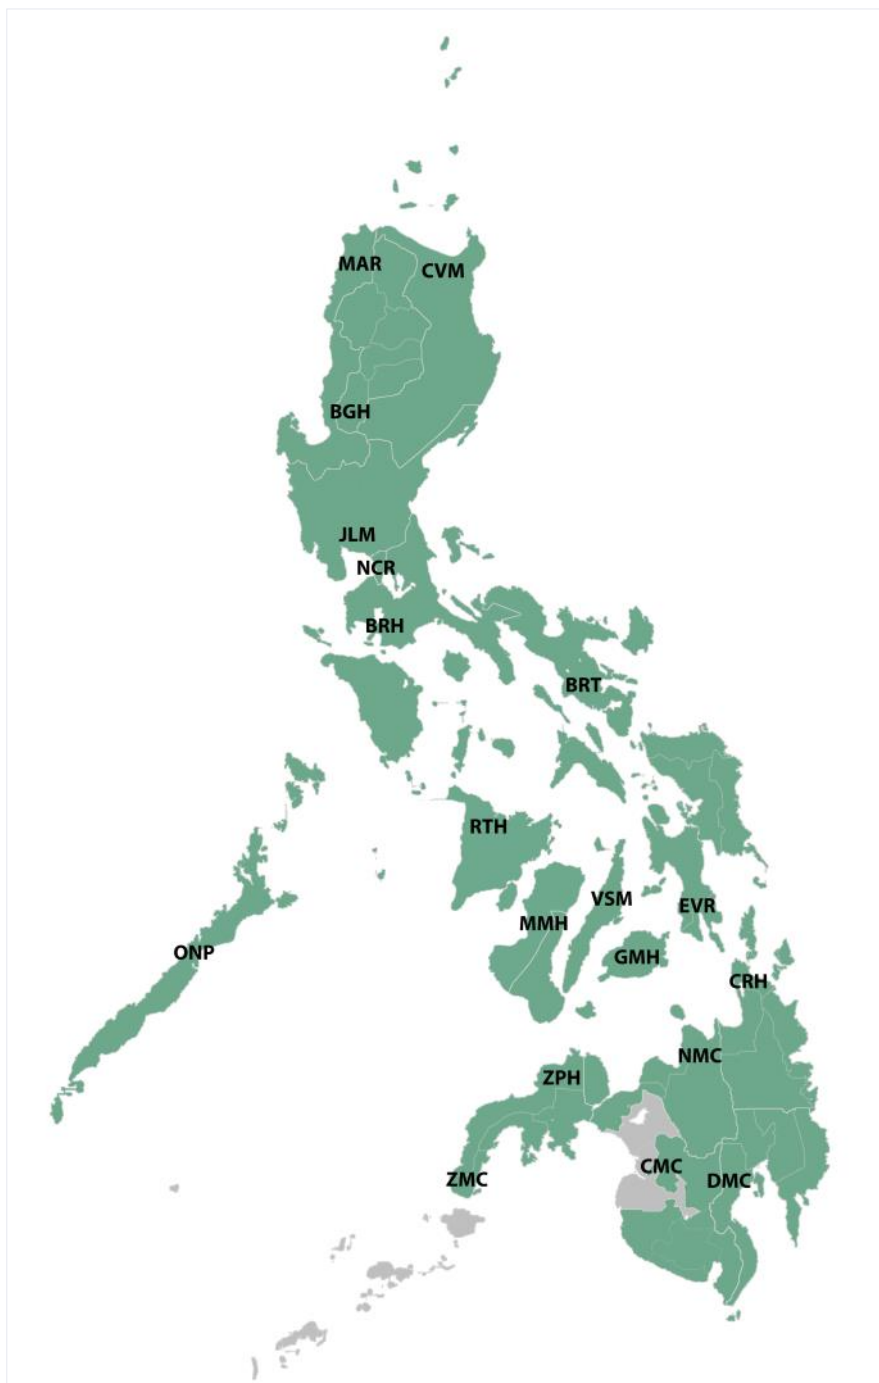 MAR
CVM
BGH
JLM
NCR
BRH
BRT
RTH
VSM
EVR
MMH
ONP
GMH
CRH
NMC
ZPH
CMC
ZMC
DMC